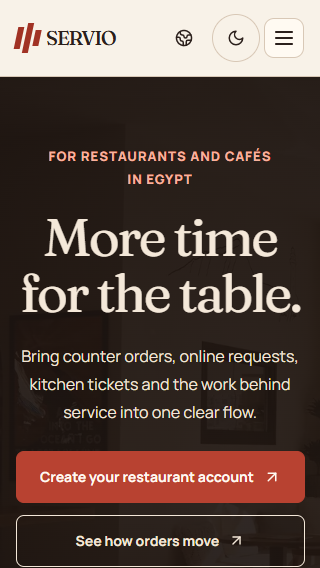 SERVIO
FOR RESTAURANTS AND CAFÉS
IN EGYPT
More time
for the table.
Bring counter orders, online requests,
kitchen tickets and the work behind
service into one clear flow.
Create your restaurant account
See how orders move